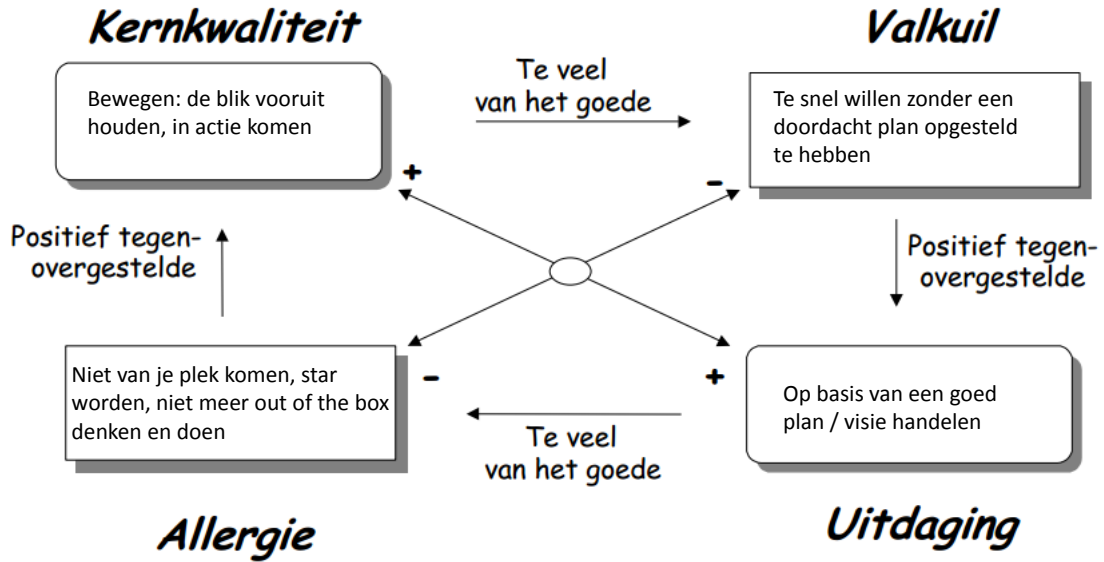 Kernkwaliteit
Valkuil
Bewegen: de blik vooruit
houden, in actie komen
Te veel
van het goede
Te snel willen zonder een
doordacht plan opgesteld
te hebben
+
-
Positief tegen-
overgestelde
Positief tegen-
overgestelde
Niet van je plek komen, star
worden, niet meer out of the box
denken en doen
-
+
Op basis van een goed
plan / visie handelen
Te veel
van het goede
Allergie
Uitdaging